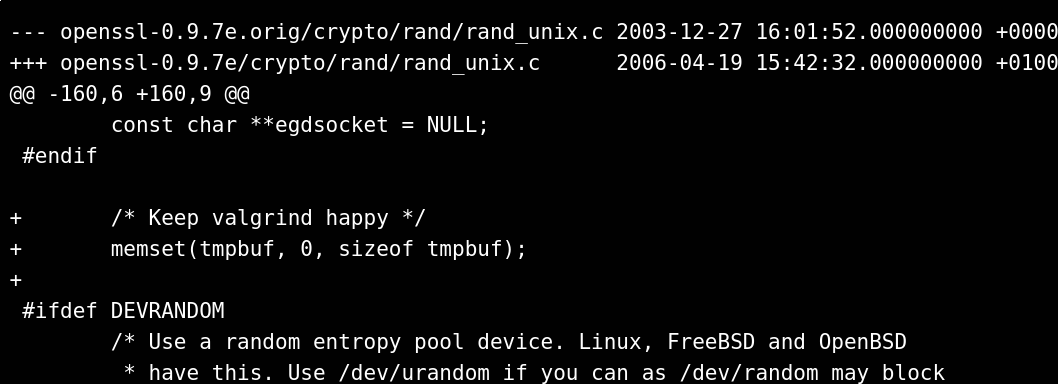 --- openssl-0.9.7e.orig/crypto/rand/rand_unix.c 2003-12-27 16:01:52.000000000 +0000
+++ openssl-0.9.7e/crypto/rand/rand_unix.c      2006-04-19 15:42:32.000000000 +0100
@@ -160,6 +160,9 @@
        const char **egdsocket = NULL;
 #endif

+       /* Keep valgrind happy */
+       memset(tmpbuf, 0, sizeof tmpbuf);
+
 #ifdef DEVRANDOM
        /* Use a random entropy pool device. Linux, FreeBSD and OpenBSD
         * have this. Use /dev/urandom if you can as /dev/random may block